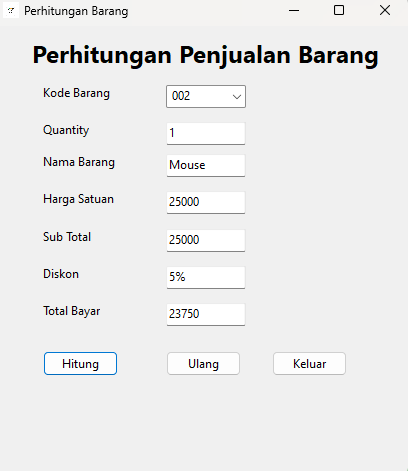 Perhitungan Barang
Perhitungan Penjualan Barang
Kode Barang 002
Quantity 1
Nama Barang Mouse
Harga Satuan 25000
Sub Total 25000
Diskon 5%
Total Bayar 23750
Hitung Ulang Keluar